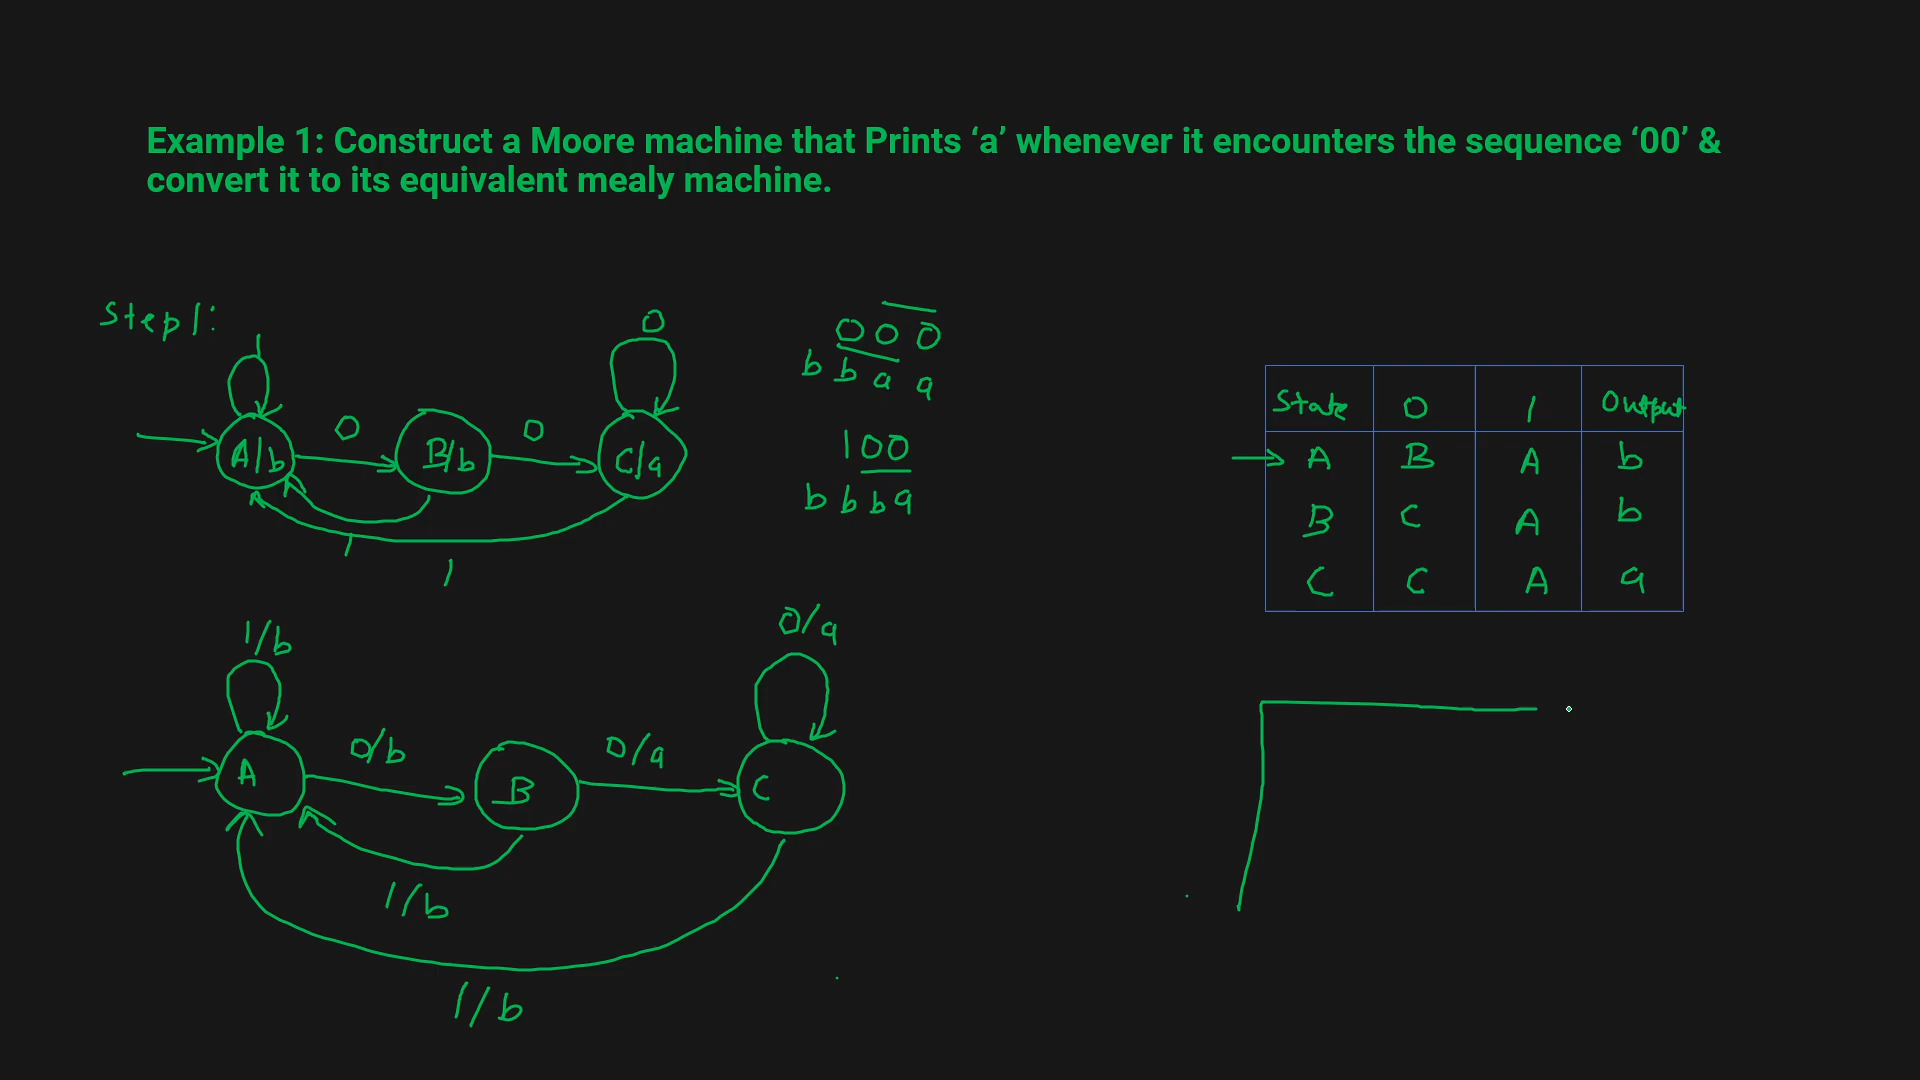 Example 1: Construct a Moore machine that Prints ‘a’ whenever it encounters the sequence ‘00’ &
convert it to its equivalent mealy machine.
Step 1:
1
0
0
0
A/b
B/b
C/a
1
1
0 0 0
b b a a
1 0 0
b b b a
State 0 1 Output
A B A b
B C A b
C C A a
1/b
0/a
0/b
0/a
A
B
C
1/b
1/b